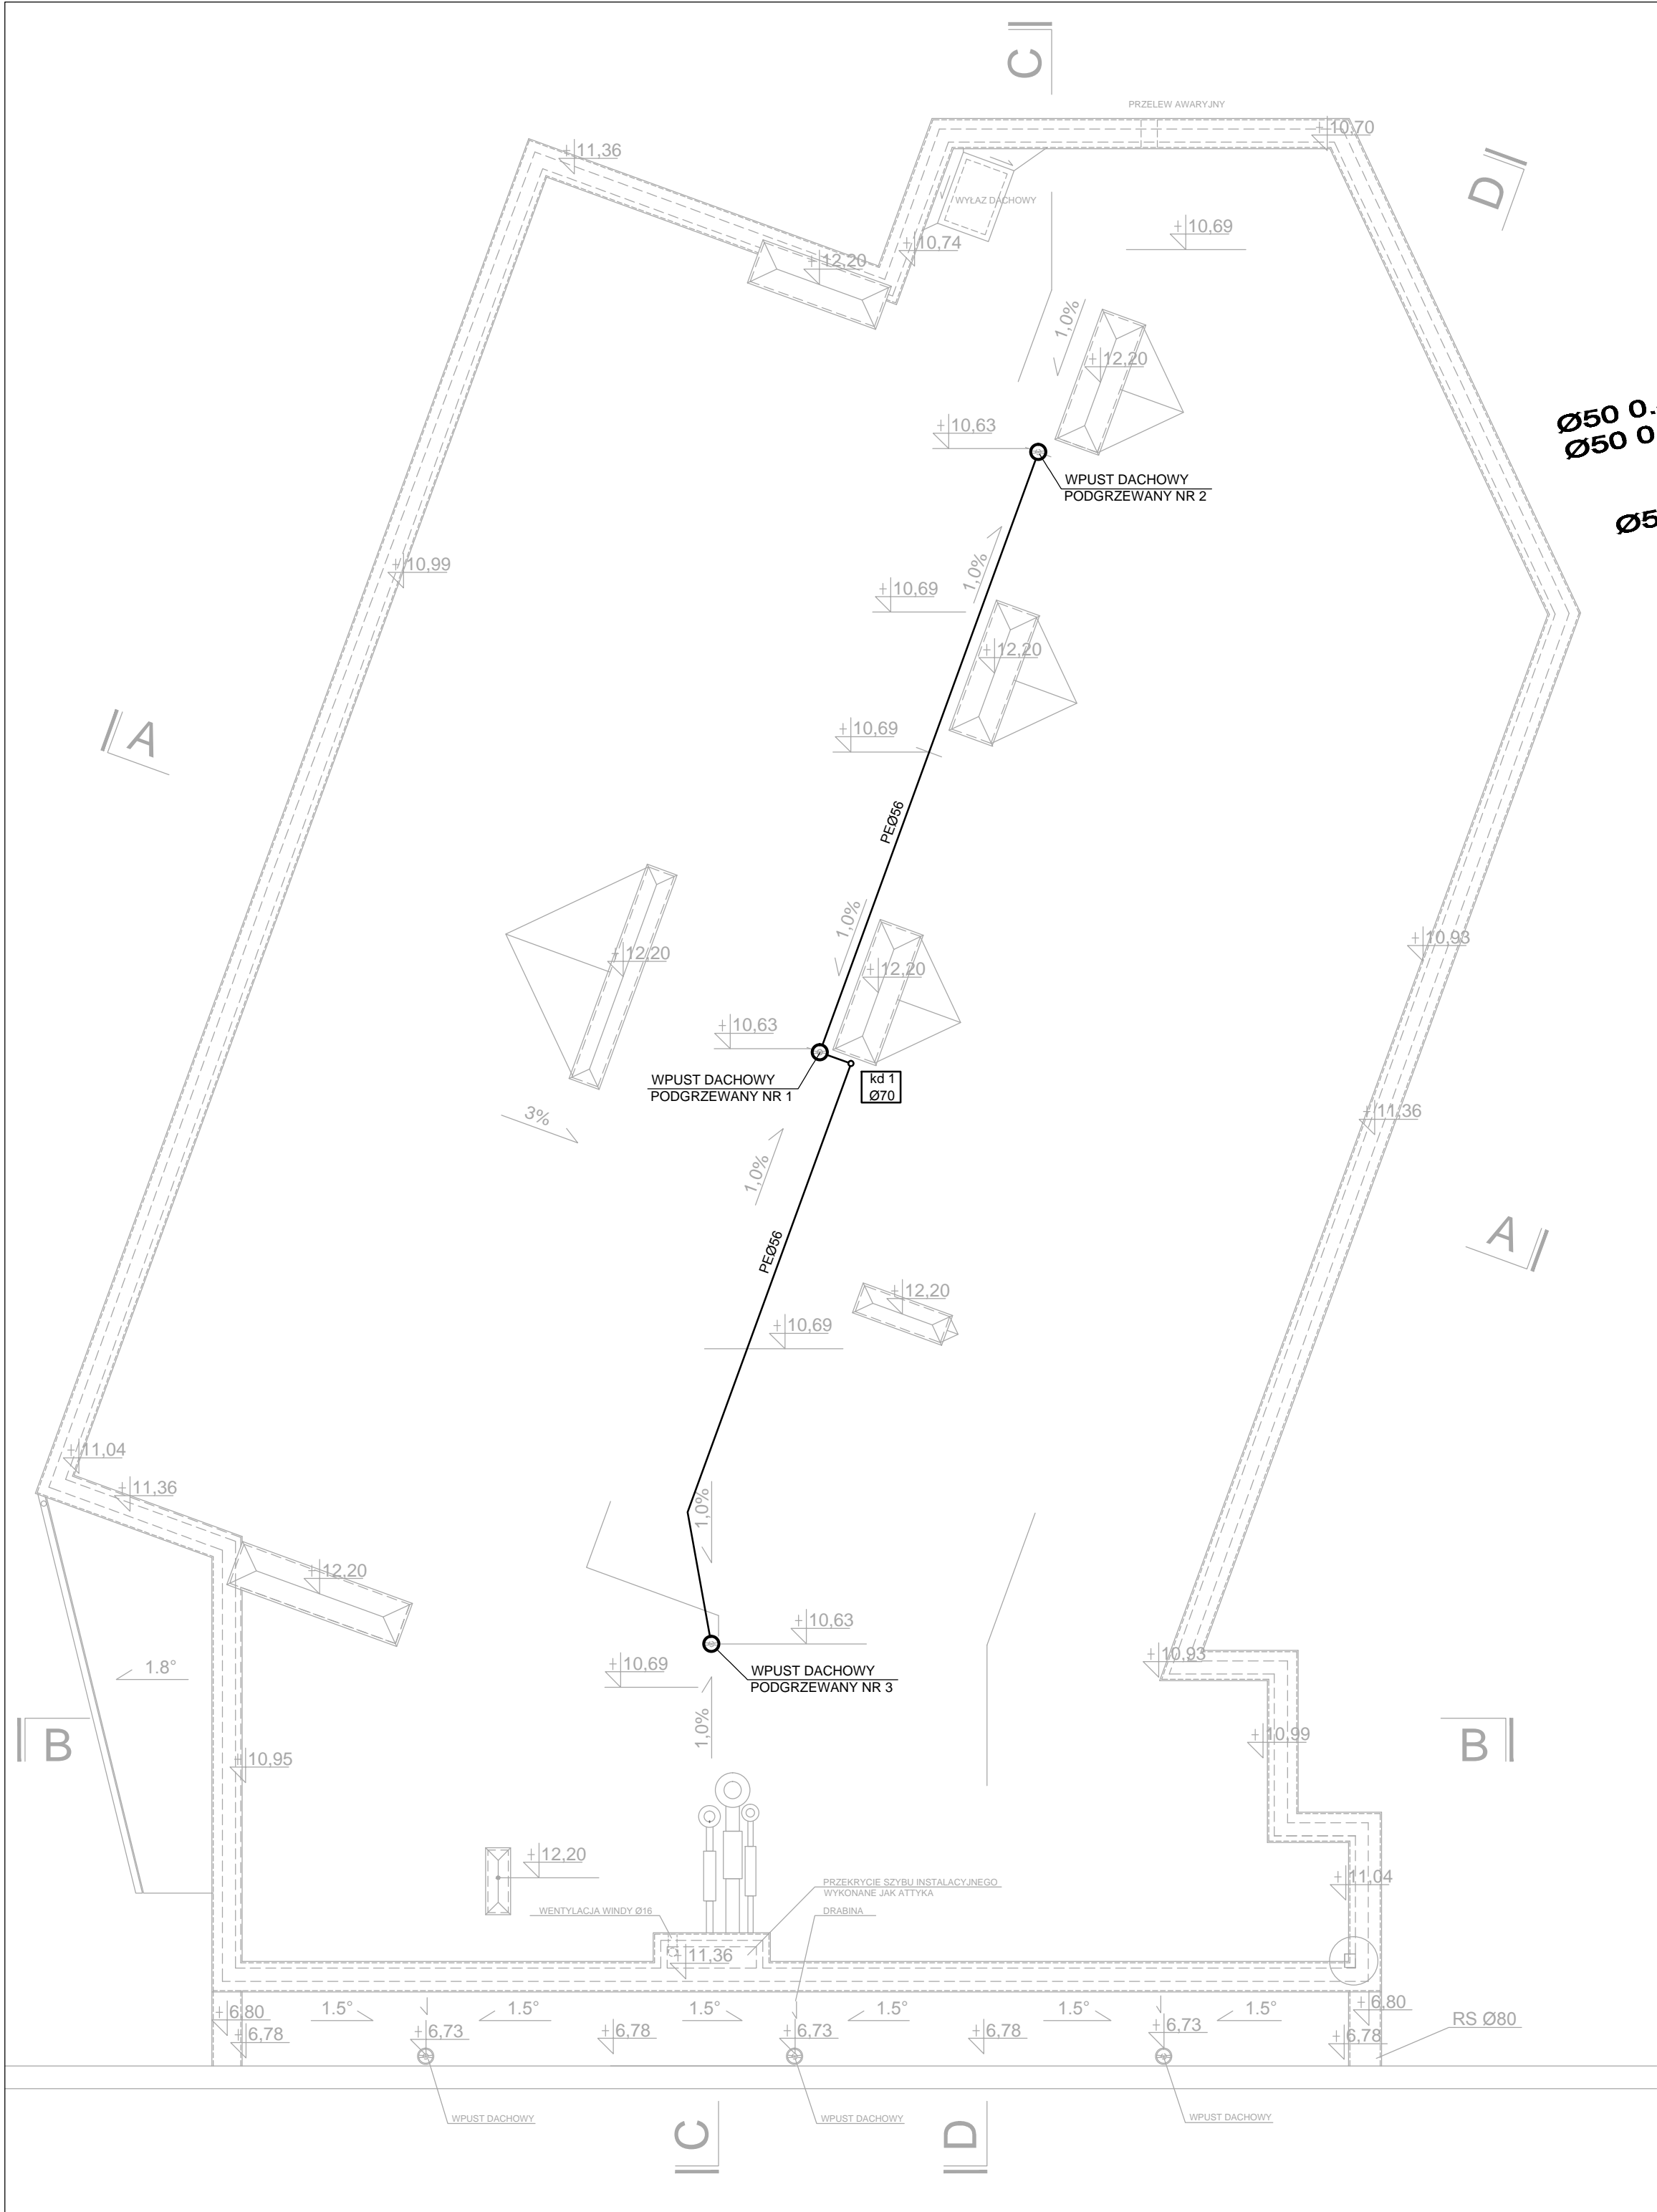 C
PRZELEW AWARYJNY
+10,70
+11,36
D
WYŁAZ DACHOWY
+10,69
+10,74
+12,20
1,0%
+12,20
Ø50 0.
Ø50 0
+10,63
WPUST DACHOWY
PODGRZEWANY NR 2
Ø5
+10,99
1,0%
+10,69
+12,20
A
+10,69
PEØ56
1,0%
+10,93
+12,20
+12,20
+10,63
WPUST DACHOWY
PODGRZEWANY NR 1
kd 1
Ø70
3%
+11,36
1,0%
A
PEØ56
+12,20
+10,69
+11,04
+11,36
1,0%
+12,20
+10,63
1.8°
+10,69
WPUST DACHOWY
PODGRZEWANY NR 3
+10,93
B
1,0%
+10,99
B
+10,95
+12,20
PRZEKRYCIE SZYBU INSTALACYJNEGO
WYKONANE JAK ATTYKA
+11,04
WENTYLACJA WINDY Ø16
DRABINA
+11,36
+6,80
1.5°
1.5°
1.5°
1.5°
1.5°
1.5°
+6,80
+6,78
+6,73
+6,78
+6,73
+6,78
+6,73
+6,78
RS Ø80
WPUST DACHOWY
WPUST DACHOWY
WPUST DACHOWY
C
D